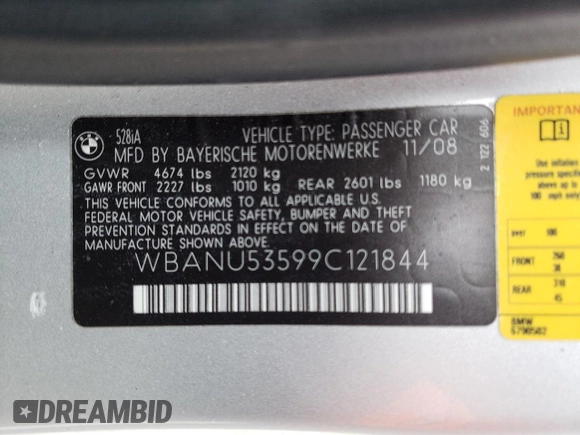 528iA
VEHICLE TYPE: PASSENGER CAR
MFD BY BAYERISCHE MOTORENWERKE 11/08
GVWR 4674 lbs 2120 kg
GAWR FRONT 2227 lbs 1010 kg REAR 2601 lbs 1180 kg
THIS VEHICLE CONFORMS TO ALL APPLICABLE U.S.
FEDERAL MOTOR VEHICLE SAFETY, BUMPER AND THEFT
PREVENTION STANDARDS IN EFFECT ON THE DATE OF
MANUFACTURE SHOWN ABOVE.
WBANU53599C121844
2 122 606
IMPORTAN
over 100
FRONT
REAR
BMW
6790502
DREAMBID